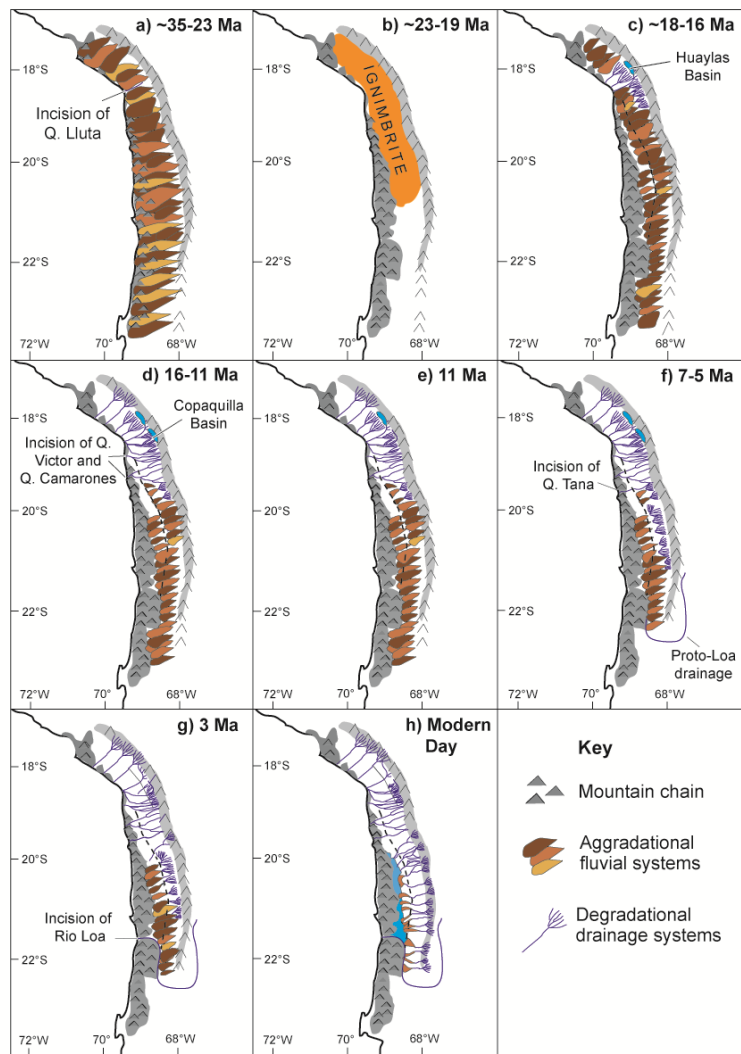 a) ~35-23 Ma
18°S
Incision of
Q. Lluta
20°S
22°S
72°W
70°
68°W
b) ~23-19 Ma
18°S
IGNIMBRITE
20°S
22°S
72°W
70°
68°W
c) ~18-16 Ma
Huaylas
Basin
18°S
20°S
22°S
72°W
70°
68°W
d) 16-11 Ma
18°S
Copaquilla
Basin
Incision of Q.
Victor and
Q. Camarones
20°S
22°S
72°W
70°
68°W
e) 11 Ma
18°S
20°S
22°S
72°W
70°
68°W
f) 7-5 Ma
18°S
Incision of
Q. Tana
20°S
22°S
Proto-Loa
drainage
72°W
70°
68°W
g) 3 Ma
18°S
20°S
Incision of
Rio Loa
22°S
72°W
70°
68°W
h) Modern
Day
18°S
20°S
22°S
72°W
70°
68°W
Key
Mountain chain
Aggradational
fluvial systems
Degradational
drainage systems